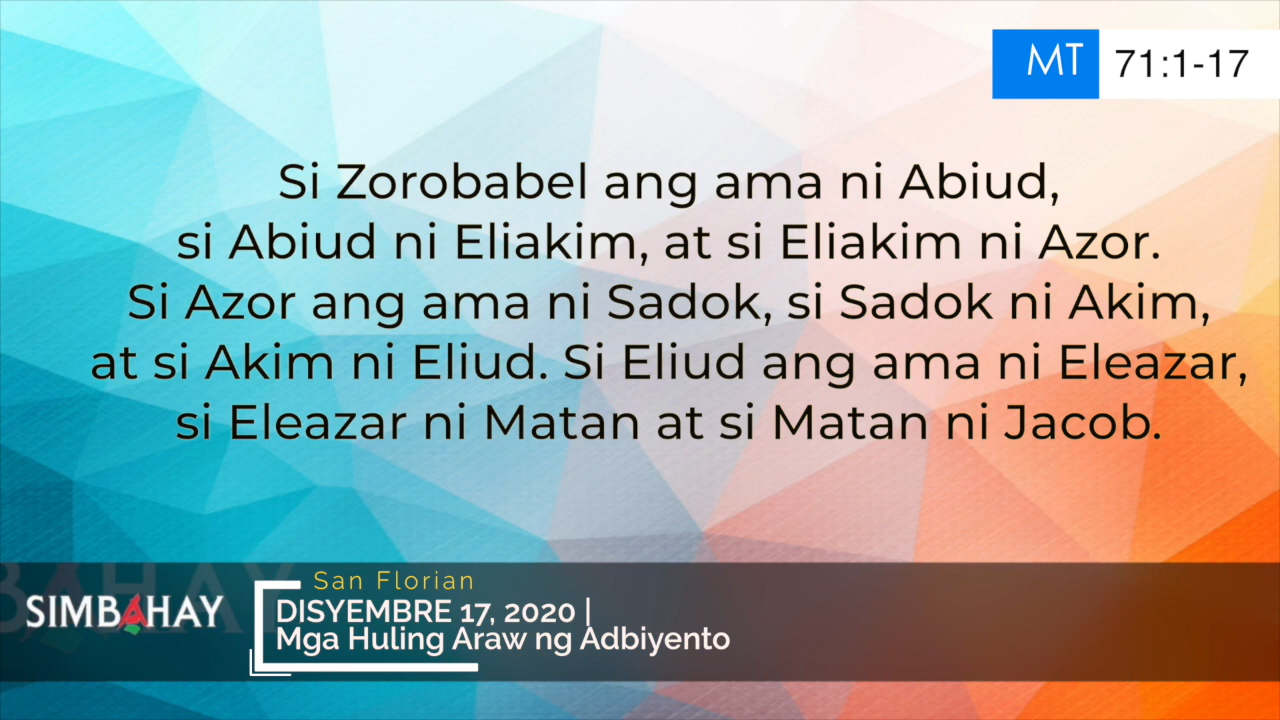 MT 71:1-17
Si Zorobabel ang ama ni Abiud,
si Abiud ni Eliakim, at si Eliakim ni Azor.
Si Azor ang ama ni Sadok, si Sadok ni Akim,
at si Akim ni Eliud. Si Eliud ang ama ni Eleazar,
si Eleazar ni Matan at si Matan ni Jacob.
San Florian
SIMBAHAY
DISYEMBRE 17, 2020 |
Mga Huling Araw ng Adbiyento